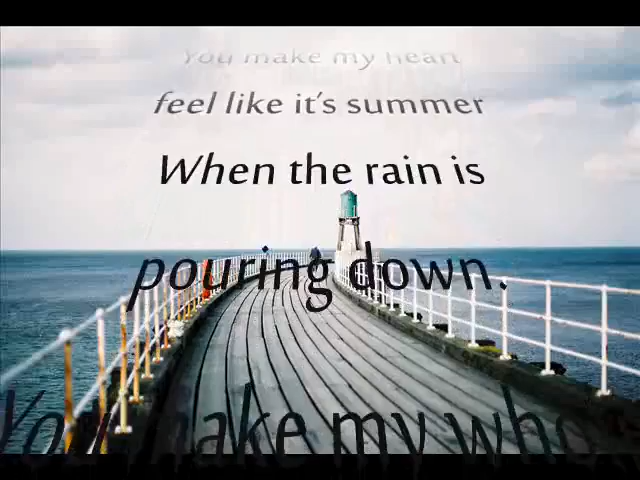 You make my heart
feel like it's summer
When the rain is
pouring down.
You make my who